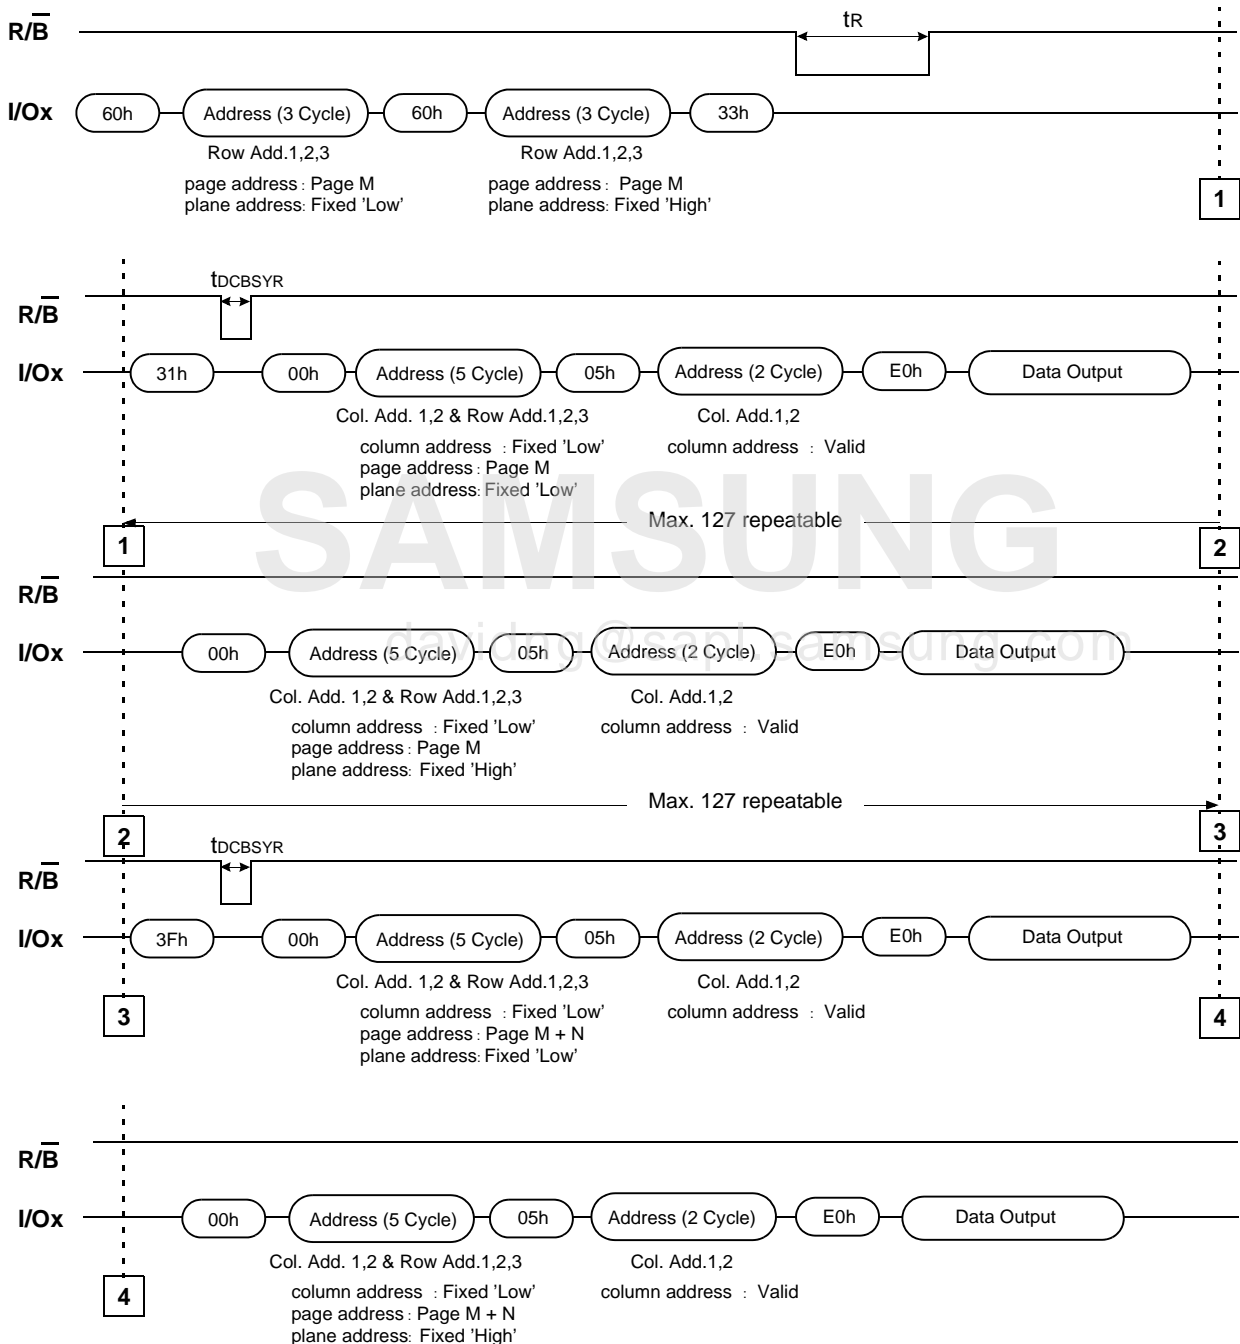 tR
R/B
I/Ox 60h Address (3 Cycle) 60h Address (3 Cycle) 33h
Row Add.1,2,3 Row Add.1,2,3
page address : Page M page address : Page M
plane address: Fixed 'Low' plane address: Fixed 'High'
1
tDCBSYR
R/B
I/Ox 31h 00h Address (5 Cycle) 05h Address (2 Cycle) E0h Data Output
Col. Add. 1,2 & Row Add.1,2,3 Col. Add.1,2
column address : Fixed 'Low' column address : Valid
page address : Page M
plane address: Fixed 'Low'
SAMSUNG
Max. 127 repeatable
1 2
R/B
davidng@sapl.samsung.com
I/Ox 00h Address (5 Cycle) 05h Address (2 Cycle) E0h Data Output
Col. Add. 1,2 & Row Add.1,2,3 Col. Add.1,2
column address : Fixed 'Low' column address : Valid
page address : Page M
plane address: Fixed 'High'
Max. 127 repeatable
2 3
tDCBSYR
R/B
I/Ox 3Fh 00h Address (5 Cycle) 05h Address (2 Cycle) E0h Data Output
Col. Add. 1,2 & Row Add.1,2,3 Col. Add.1,2
column address : Fixed 'Low' column address : Valid
3 4
page address : Page M + N
plane address: Fixed 'Low'
R/B
I/Ox 00h Address (5 Cycle) 05h Address (2 Cycle) E0h Data Output
Col. Add. 1,2 & Row Add.1,2,3 Col. Add.1,2
column address : Fixed 'Low' column address : Valid
4
page address : Page M + N
plane address: Fixed 'High'